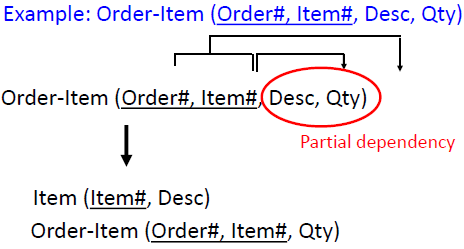 Example: Order-Item (Order#, Item#, Desc, Qty)
Order-Item (Order#, Item#, Desc, Qty)
Partial dependency
Item (Item#, Desc)
Order-Item (Order#, Item#, Qty)